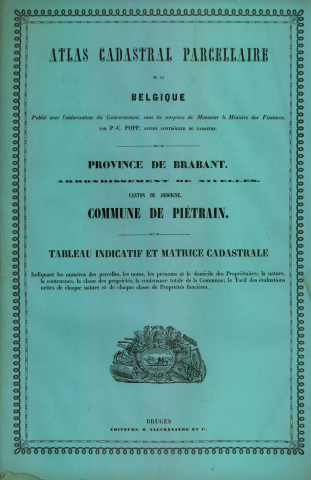 ATLAS CADASTRAL PARCELLAIRE
DE LA
BELGIQUE
Publié avec l'autorisation du Gouvernement, sous les auspices de Monsieur le Ministre des Finances,
PAR P.-C. POPP, ANCIEN CONTRÔLEUR DU CADASTRE.
PROVINCE DE BRABANT.
ARRONDISSEMENT DE NIVELLES.
CANTON DE JODOIGNE,
COMMUNE DE PIÉTRAIN.
TABLEAU INDICATIF ET MATRICE CADASTRALE
Indiquant les numéros des parcelles, les noms, les prénoms et le domicile des Propriétaires; la nature,
la contenance, la classe des propriétés, la contenance totale de la Commune; le Tarif des évaluations
nettes de chaque nature et de chaque classe de Propriétés foncières.
BRUGES
ÉDITEURS, D. VALCKENAERE ET Cie.